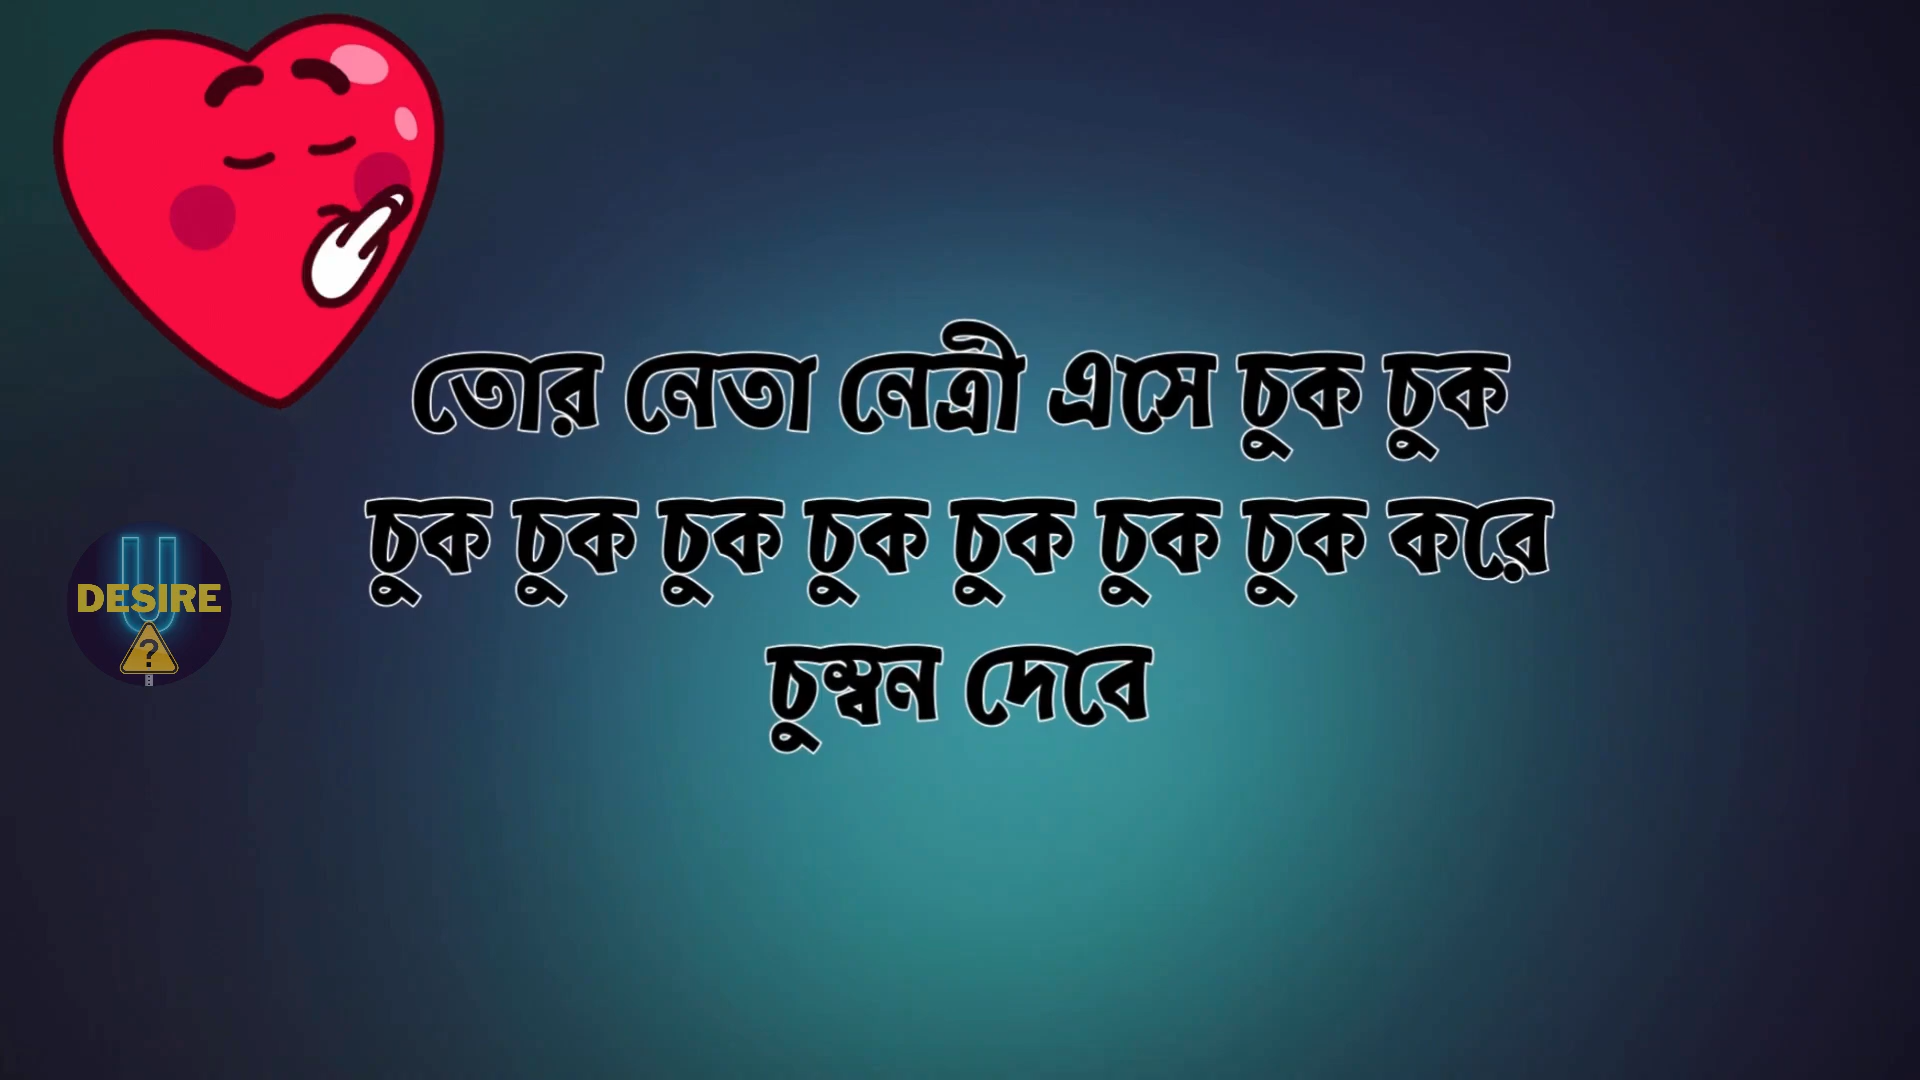 তোর নেতা নেত্রী এসে চুক চুক
চুক চুক চুক চুক চুক চুক চুক করে
চুম্বন দেবে
U
DESIRE
?